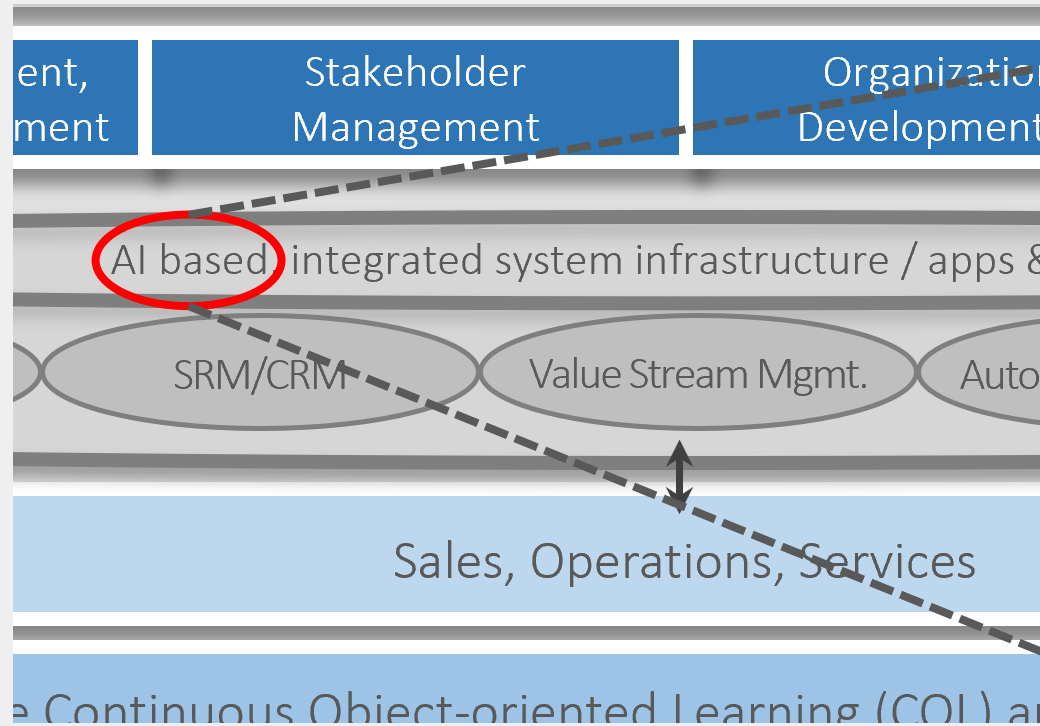 ent,
ment
Stakeholder
Management
Organizatio
Development
AI based, integrated system infrastructure / apps &
SRM/CRM
Value Stream Mgmt.
Auto
Sales, Operations, Services
e Continuous Object-oriented Learning (COL) an